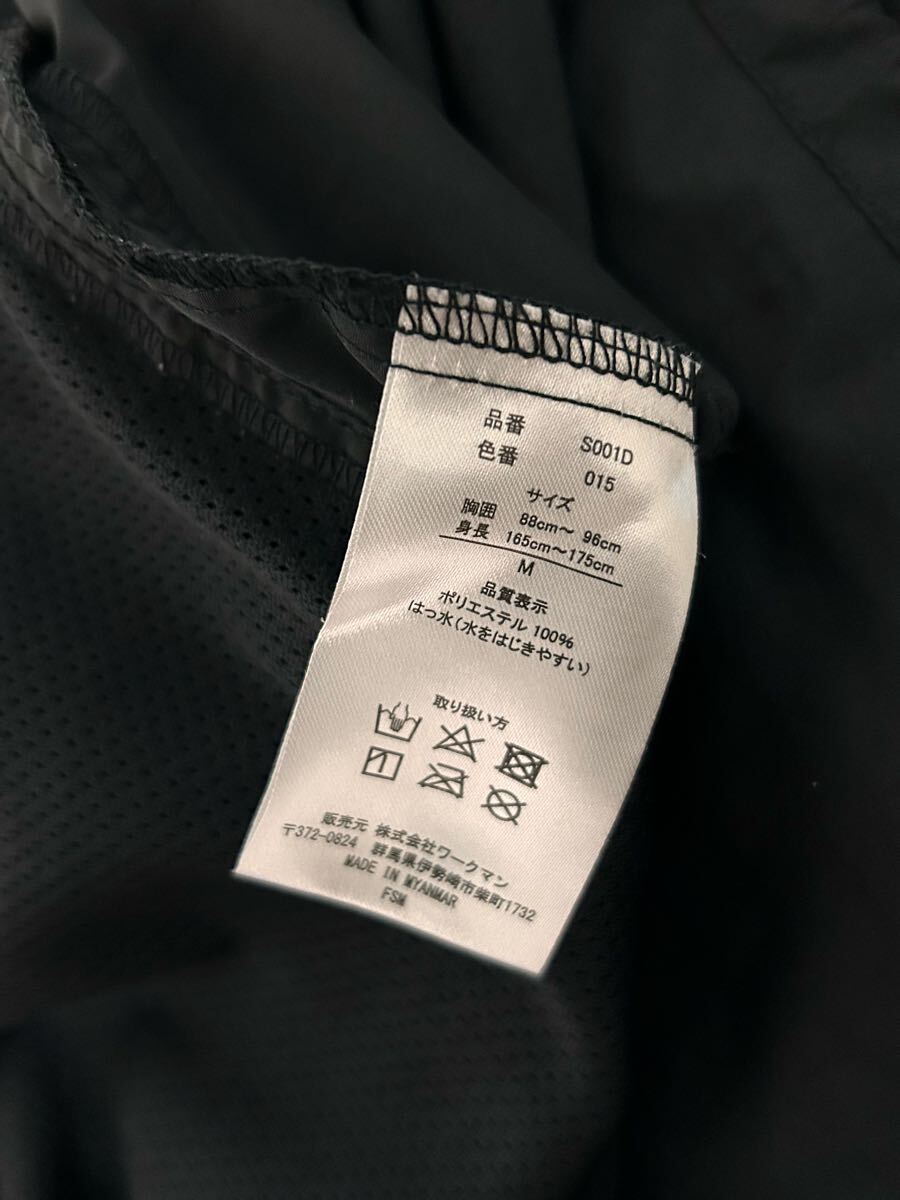 品番 S001D
色番 015
サイズ
胸囲 88cm～ 96cm
身長 165cm～175cm
M
品質表示
ポリエステル 100%
はっ水(水をはじきやすい)
取り扱い方
販売元 株式会社ワークマン
〒372-0824 群馬県伊勢崎市柴町1732
MADE IN MYANMAR
FSM